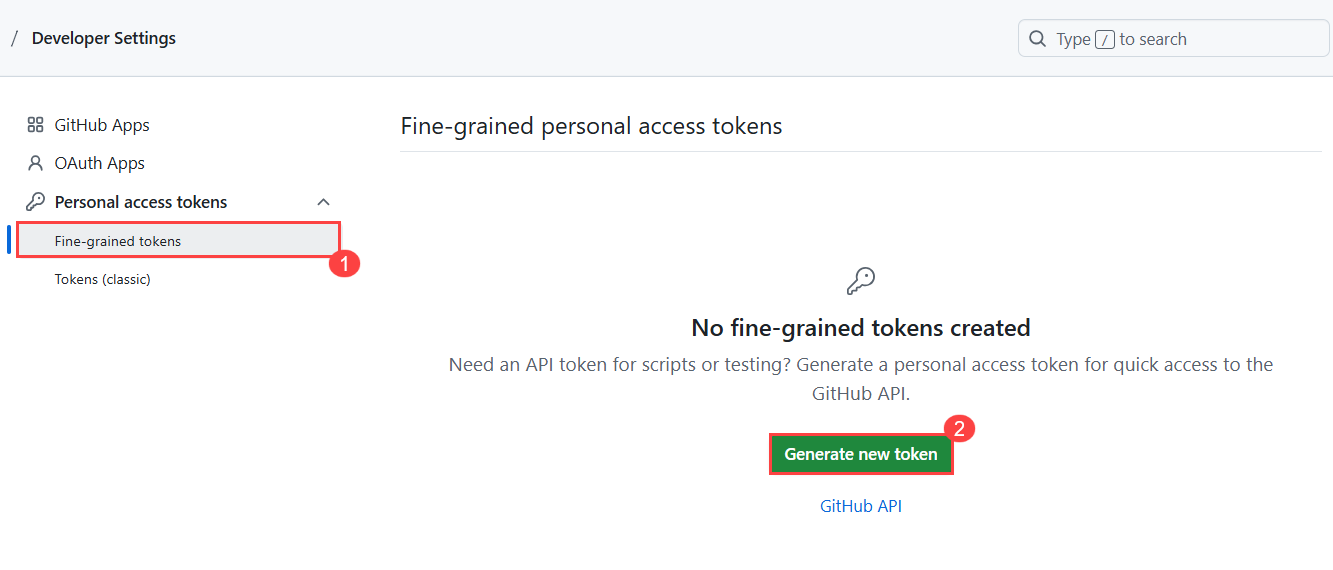 / Developer Settings
Type / to search
GitHub Apps
OAuth Apps
Personal access tokens
Fine-grained tokens
1
Tokens (classic)
Fine-grained personal access tokens
No fine-grained tokens created
Need an API token for scripts or testing? Generate a personal access token for quick access to the
GitHub API.
2
Generate new token
GitHub API